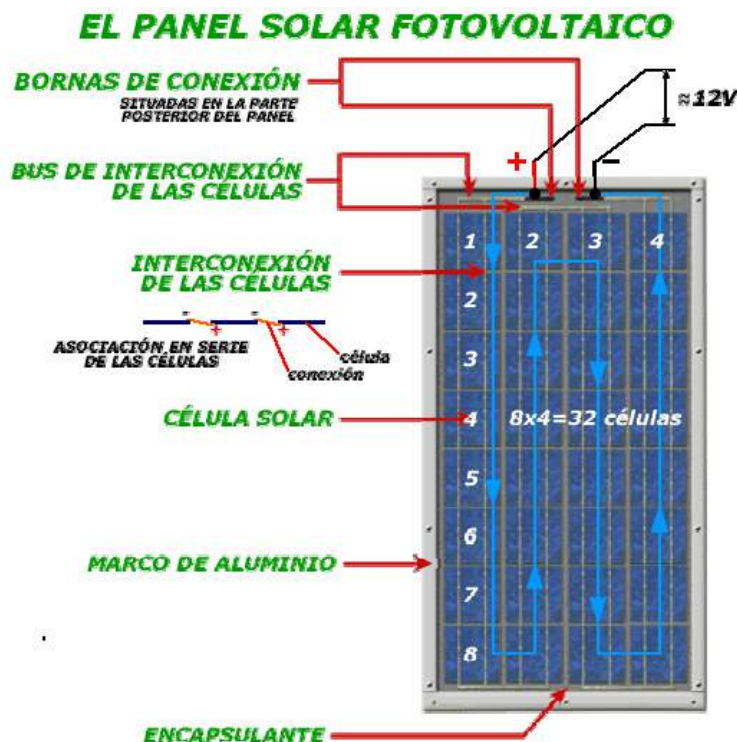 EL PANEL SOLAR FOTOVOLTAICO
BORNAS DE CONEXIÓN
SITUADAS EN LA PARTE
POSTERIOR DEL PANEL
≈ 12V
+
−
BUS DE INTERCONEXIÓN
DE LAS CÉLULAS
1 2 3 4
INTERCONEXIÓN
DE LAS CÉLULAS
2
- + - +
ASOCIACIÓN EN SERIE
DE LAS CÉLULAS
célula
conexión
3
CÉLULA SOLAR
4
8x4=32 células
5
6
MARCO DE ALUMINIO
7
8
ENCAPSULANTE